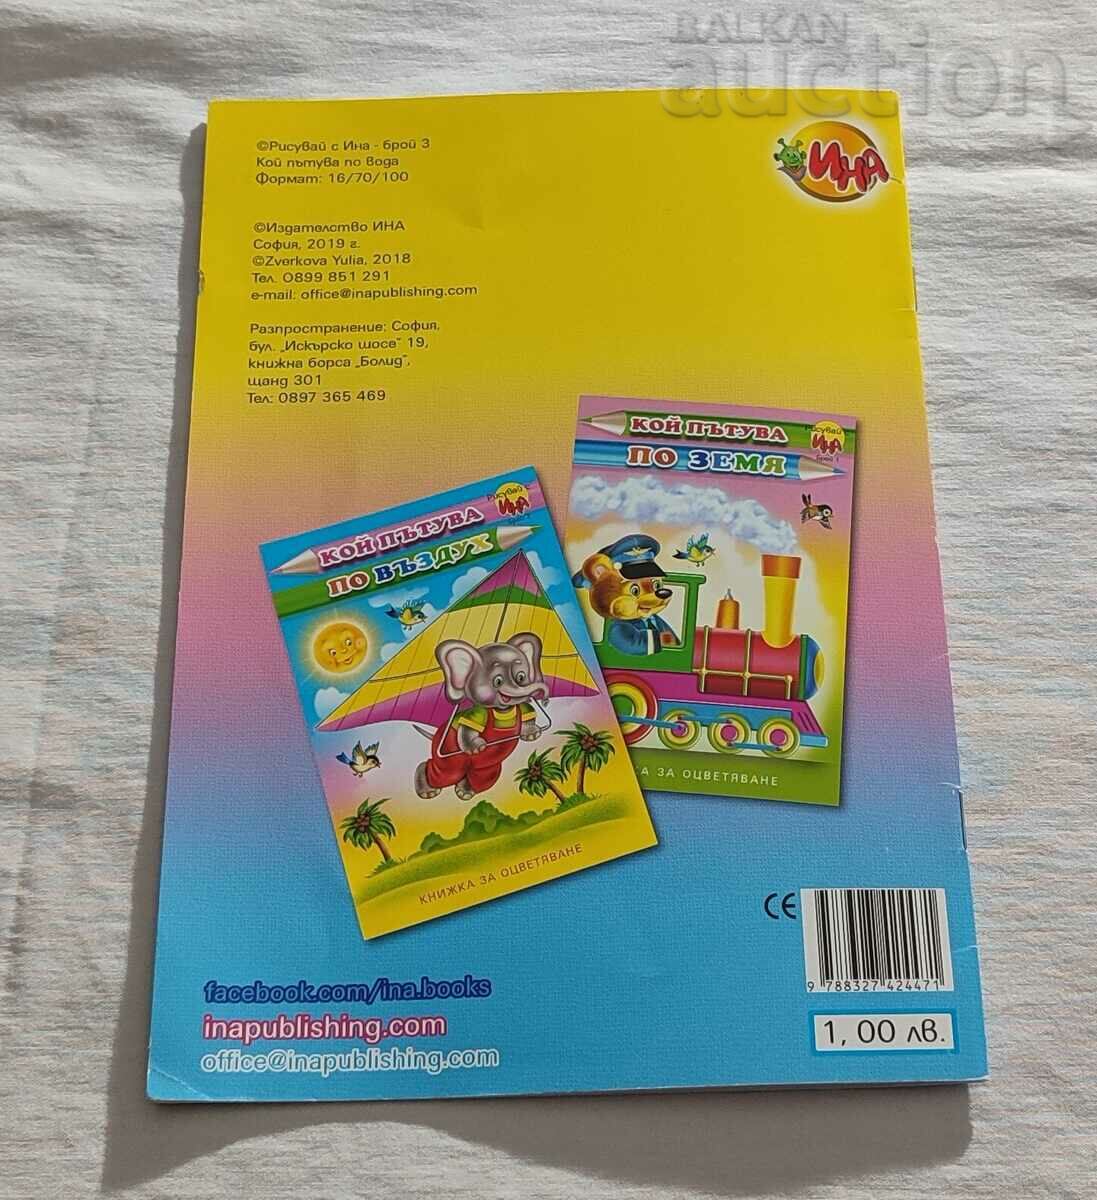 BALKAN
auction
©Рисувай с Ина - брой 3
Кой пътува по вода
Формат: 16/70/100
ИНА
©Издателство ИНА
София, 2019 г.
©Zverkova Yulia, 2018
Тел. 0899 851 291
e-mail: office@inapublishing.com
Разпространение: София,
бул. „Искърско шосе" 19,
книжна борса „Болид",
щанд 301
Тел: 0897 365 469
КОЙ ПЪТУВА
ПО ЗЕМЯ
Рисувай с
ИНА
брой 1
КА ЗА ОЦВЕТЯВАНЕ
КОЙ ПЪТУВА
ПО ВЪЗДУХ
Рисувай с
ИНА
КНИЖКА ЗА ОЦВЕТЯВАНЕ
CE
9 788327 424471
1,00 лв.
facebook.com/ina.books
inapublishing.com
office@inapublishing.com